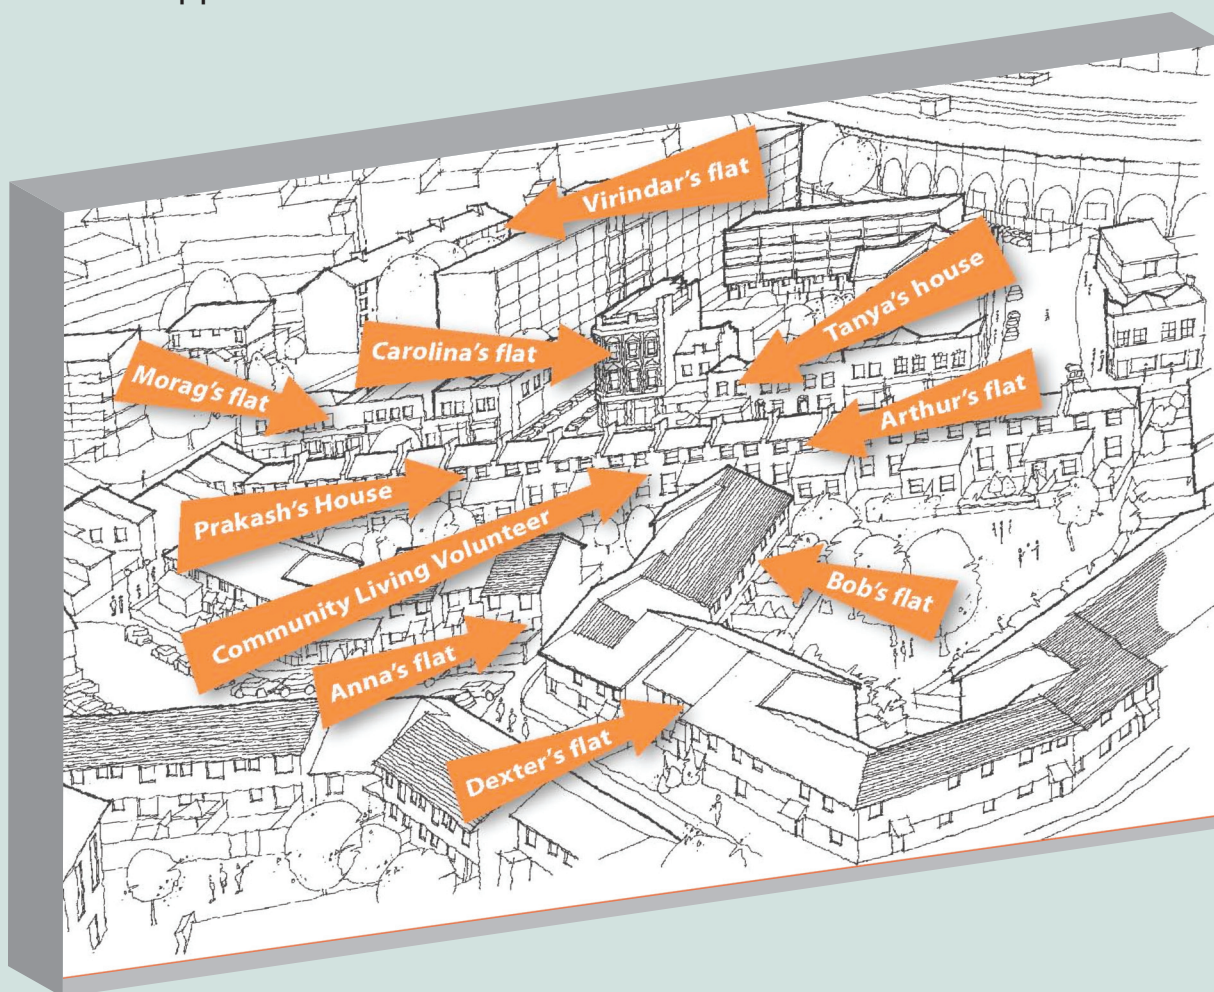 Virindar's flat
Tanya's house
Carolina's flat
Morag's flat
Arthur's flat
Prakash's House
Community Living Volunteer
Bob's flat
Anna's flat
Dexter's flat